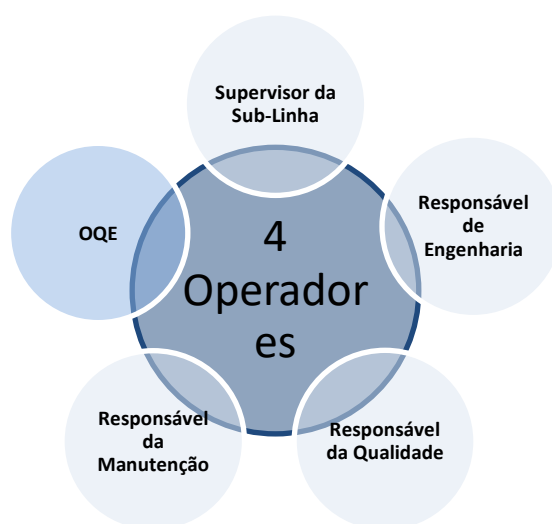 Supervisor da
Sub-Linha
Responsável
de
Engenharia
OQE
4
Operador
es
Responsável
da
Manutenção
Responsável
da Qualidade